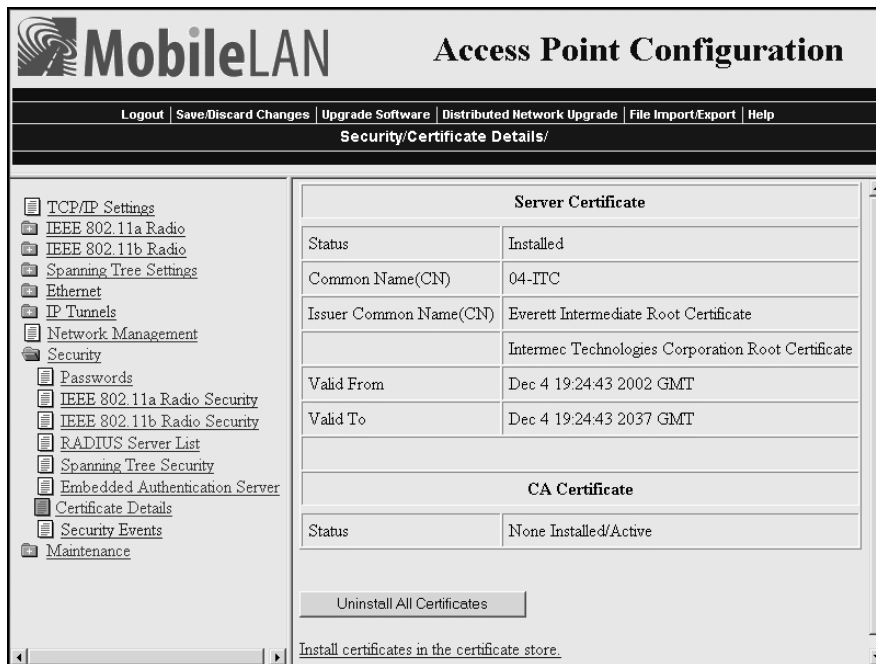 MobileLAN
Access Point Configuration
Logout | Save/Discard Changes | Upgrade Software | Distributed Network Upgrade | File Import/Export | Help
Security/Certificate Details/
TCP/IP Settings
IEEE 802.11a Radio
IEEE 802.11b Radio
Spanning Tree Settings
Ethernet
IP Tunnels
Network Management
Security
Passwords
IEEE 802.11a Radio Security
IEEE 802.11b Radio Security
RADIUS Server List
Spanning Tree Security
Embedded Authentication Server
Certificate Details
Security Events
Maintenance
Server Certificate
Status Installed
Common Name(CN) 04-ITC
Issuer Common Name(CN) Everett Intermediate Root Certificate
Intermec Technologies Corporation Root Certificate
Valid From Dec 4 19:24:43 2002 GMT
Valid To Dec 4 19:24:43 2037 GMT
CA Certificate
Status None Installed/Active
Uninstall All Certificates
Install certificates in the certificate store.